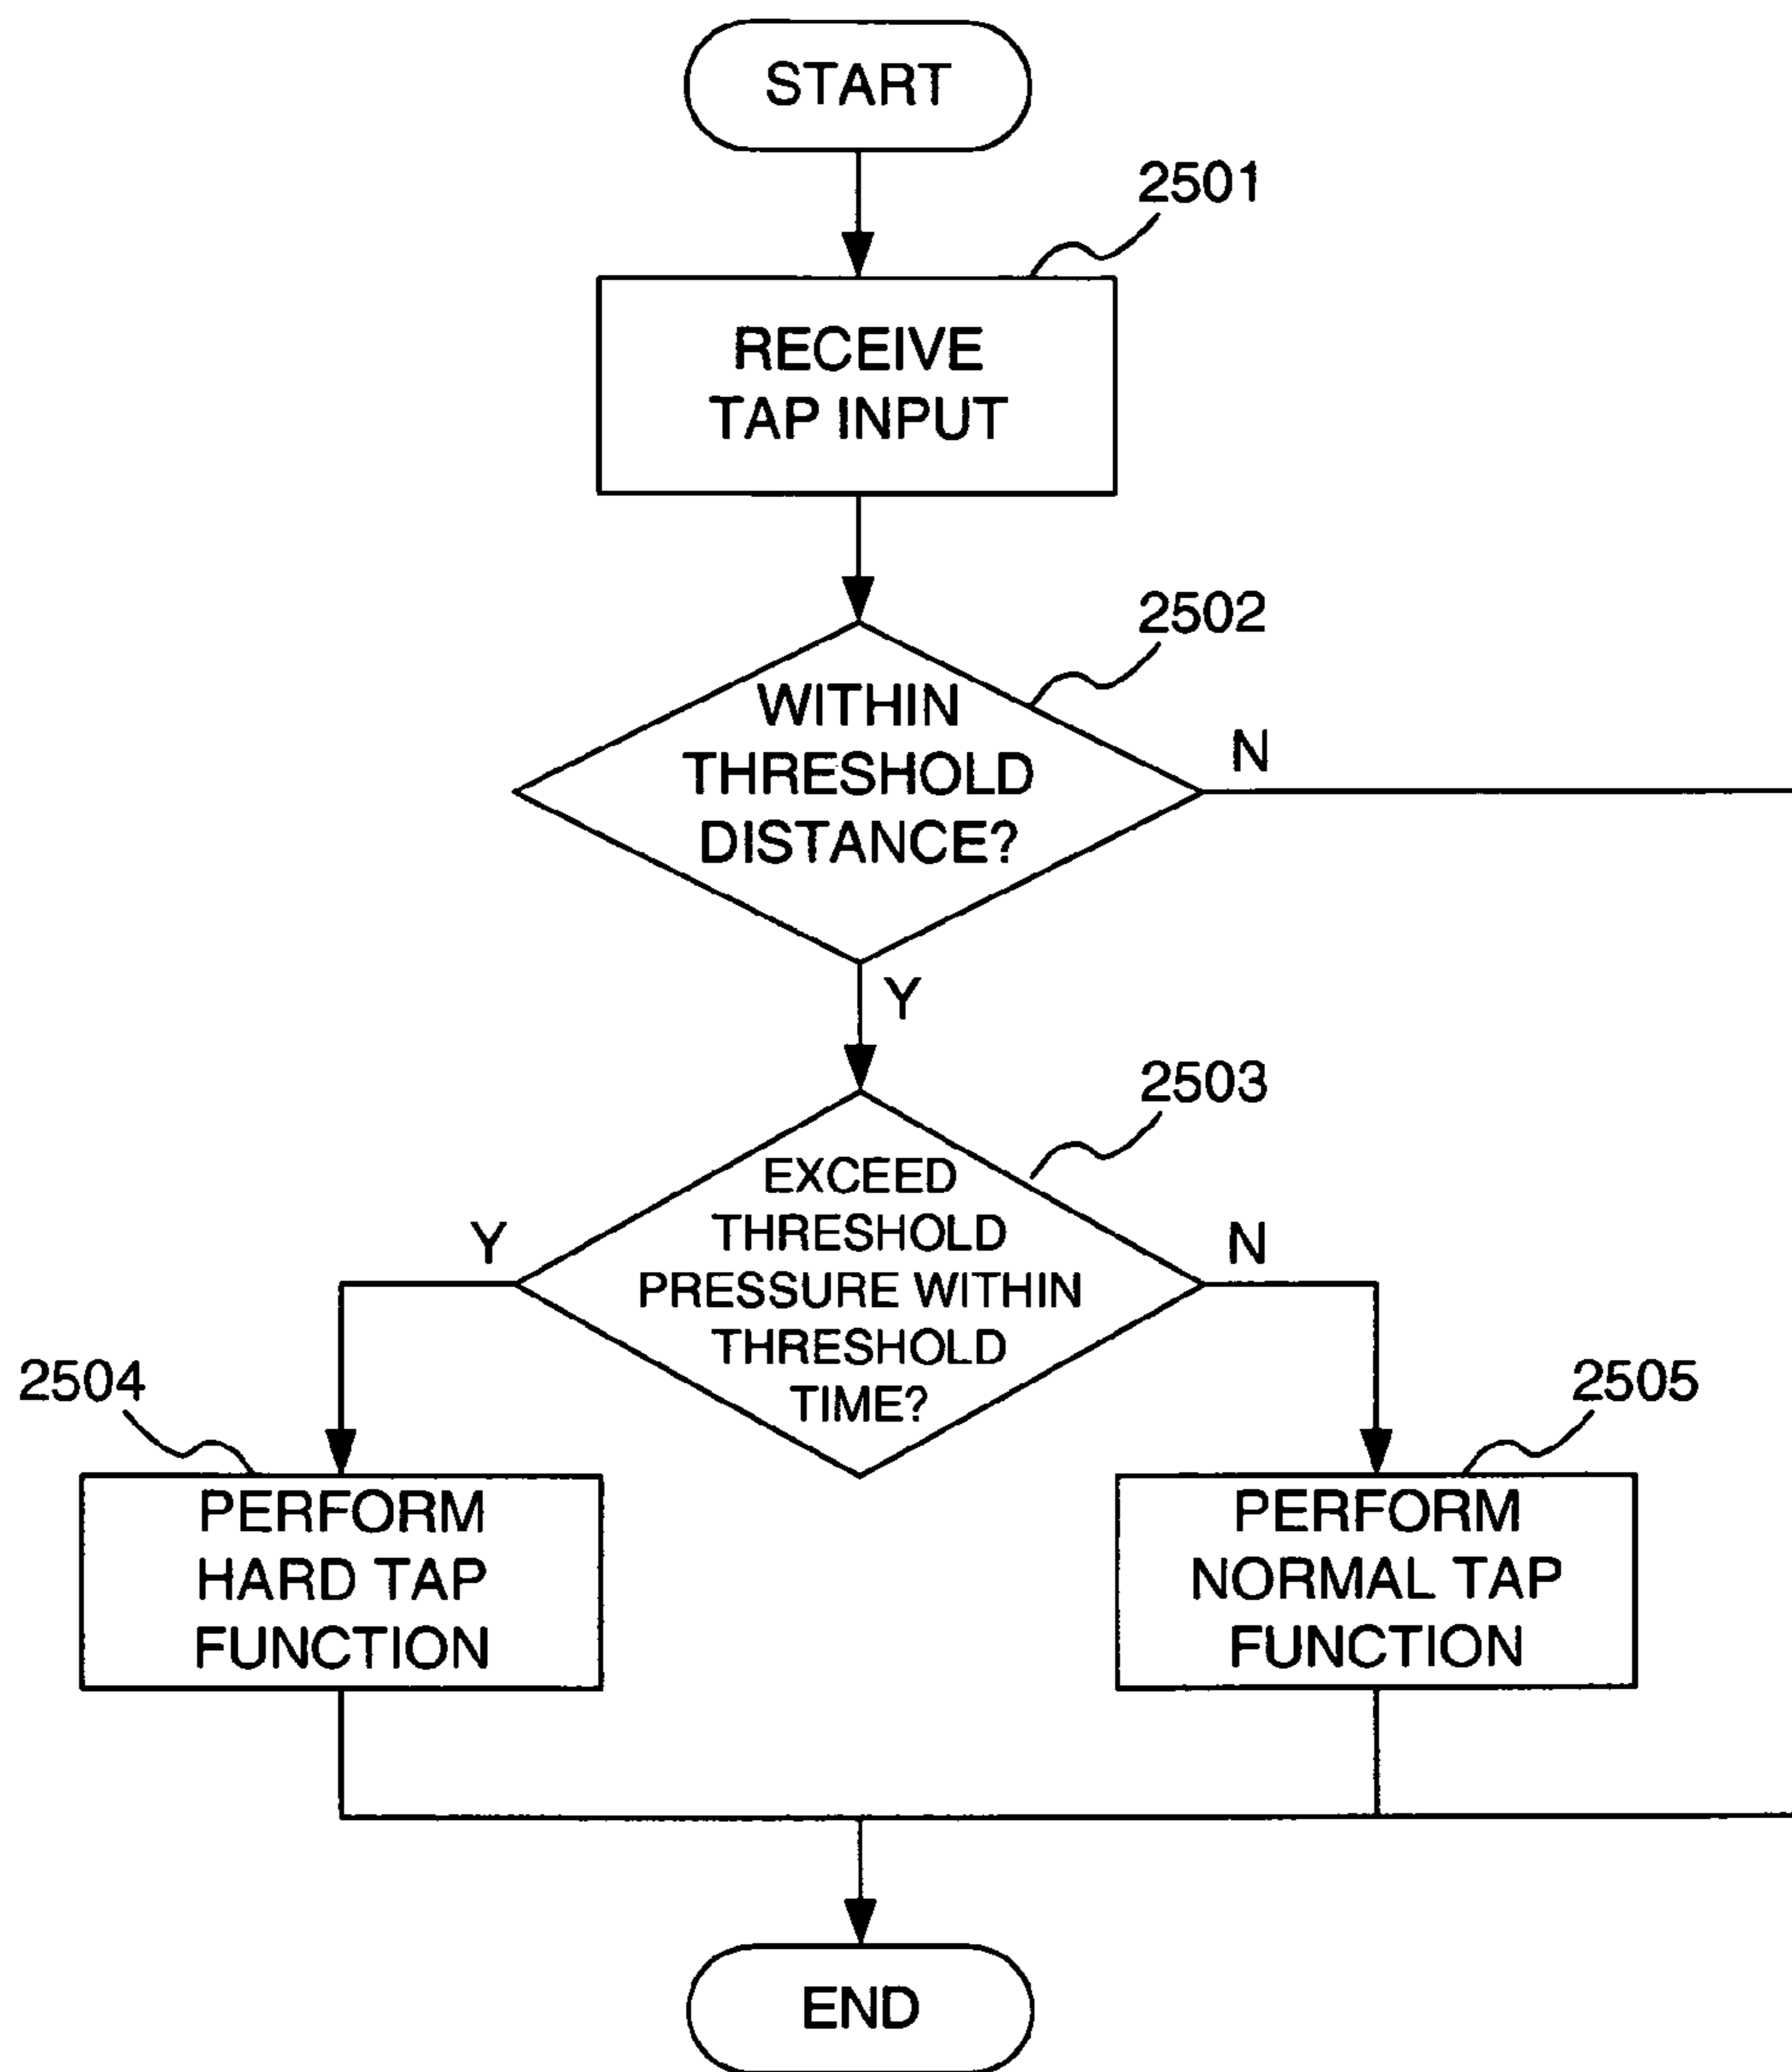 START
2501
RECEIVE
TAP INPUT
2502
WITHIN
THRESHOLD
DISTANCE?
N
Y
2503
EXCEED
THRESHOLD
PRESSURE WITHIN
THRESHOLD
TIME?
Y
N
2504
2505
PERFORM
HARD TAP
FUNCTION
PERFORM
NORMAL TAP
FUNCTION
END